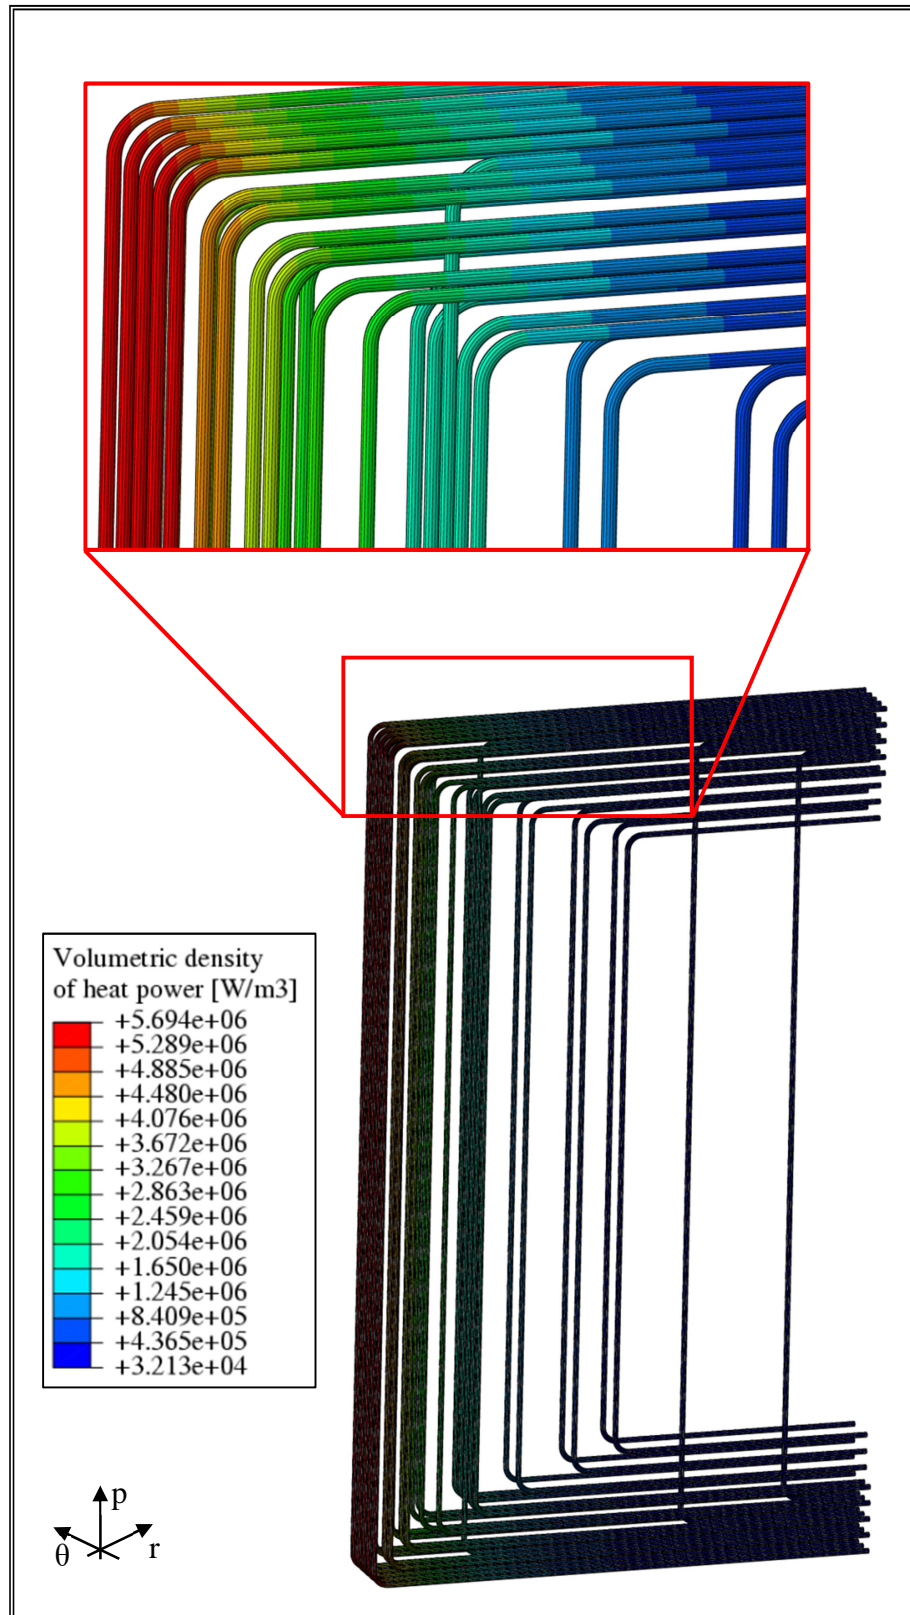 Volumetric density
of heat power [W/m3]
+5.694e+06
+5.289e+06
+4.885e+06
+4.480e+06
+4.076e+06
+3.672e+06
+3.267e+06
+2.863e+06
+2.459e+06
+2.054e+06
+1.650e+06
+1.245e+06
+8.409e+05
+4.365e+05
+3.213e+04
p
θ r